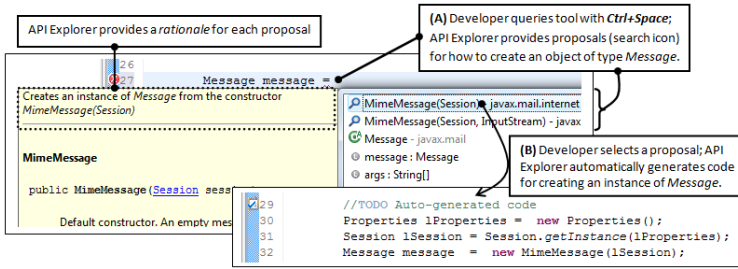 API Explorer provides a rationale for each proposal
(A) Developer queries tool with Ctrl+Space;
API Explorer provides proposals (search icon)
for how to create an object of type Message.
26
27 Message message =
Creates an instance of Message from the constructor
MimeMessage(Session)
MimeMessage
public MimeMessage(Session sessi
Default constructor. An empty mes
MimeMessage(Session) - javax.mail.internet
MimeMessage(Session, InputStream) - javax
Message - javax.mail
message : Message
args : String[]
(B) Developer selects a proposal; API
Explorer automatically generates code
for creating an instance of Message.
29 //TODO Auto-generated code
30 Properties lProperties = new Properties();
31 Session lSession = Session.getInstance(lProperties);
32 Message message = new MimeMessage(lSession);